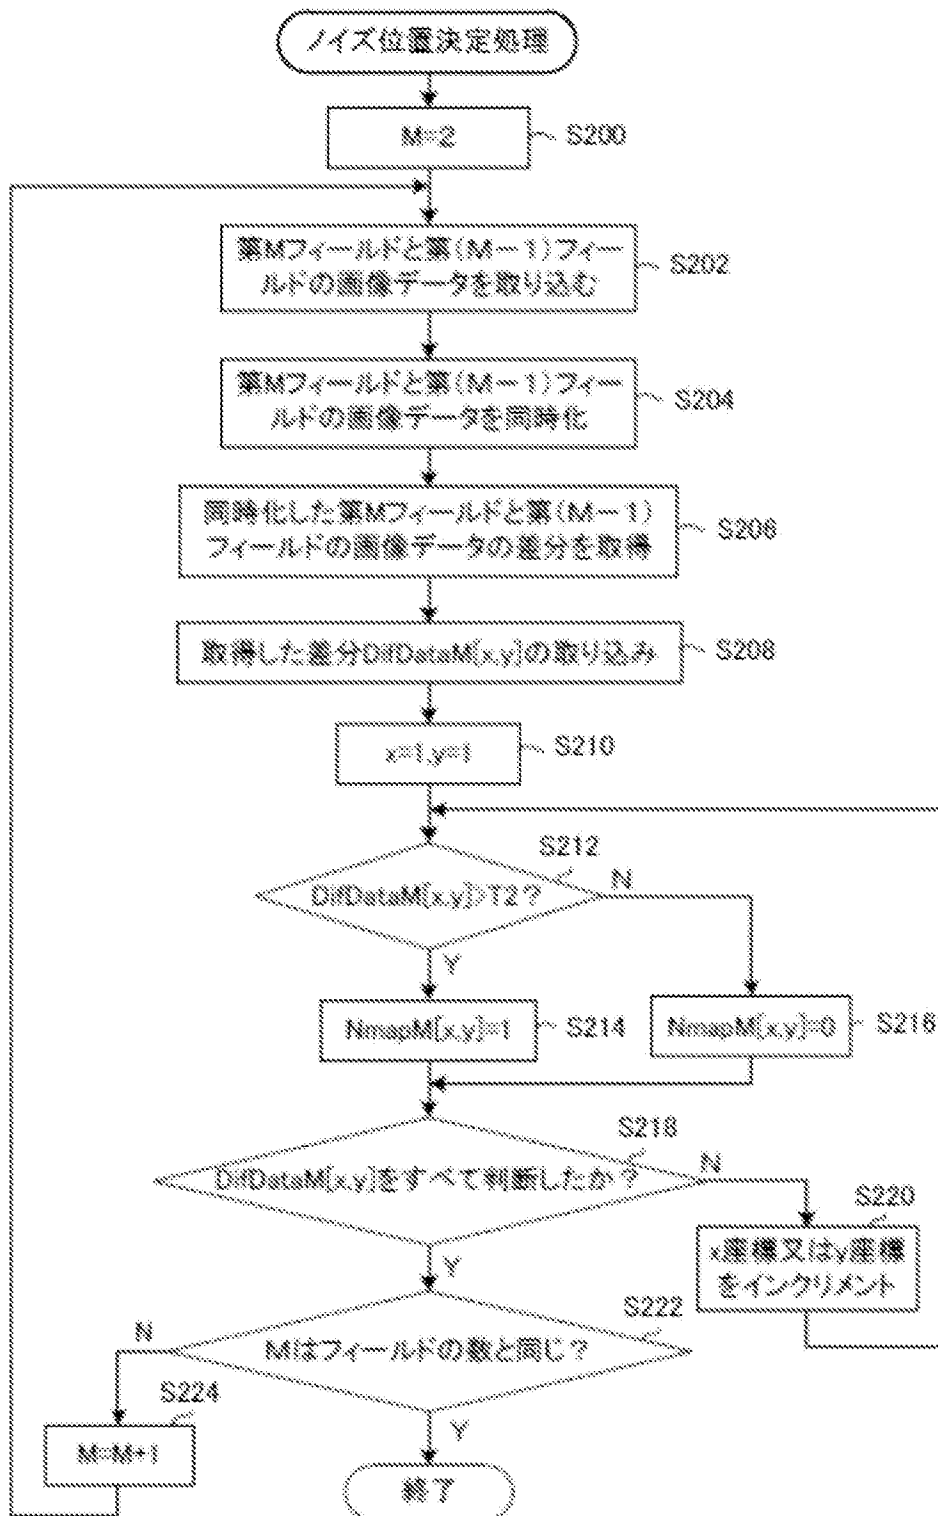 ノイズ位置決定処理
M=2
S200
第Mフィールドと第(M-1)フィー
ルドの画像データを取り込む
S202
第Mフィールドと第(M-1)フィー
ルドの画像データを同時化
S204
同時化した第Mフィールドと第(M-1)
フィールドの画像データの差分を取得
S206
取得した差分DifDataM[x,y]の取り込み
S208
x=1,y=1
S210
S212
DifDataM[x,y]>T2?
N
Y
NmapM[x,y]=1
S214
NmapM[x,y]=0
S216
S218
DifDataM[x,y]をすべて判断したか?
N
Y
S220
x座標又はy座標
をインクリメント
S222
Mはフィールドの数と同じ?
N
Y
S224
M=M+1
終了